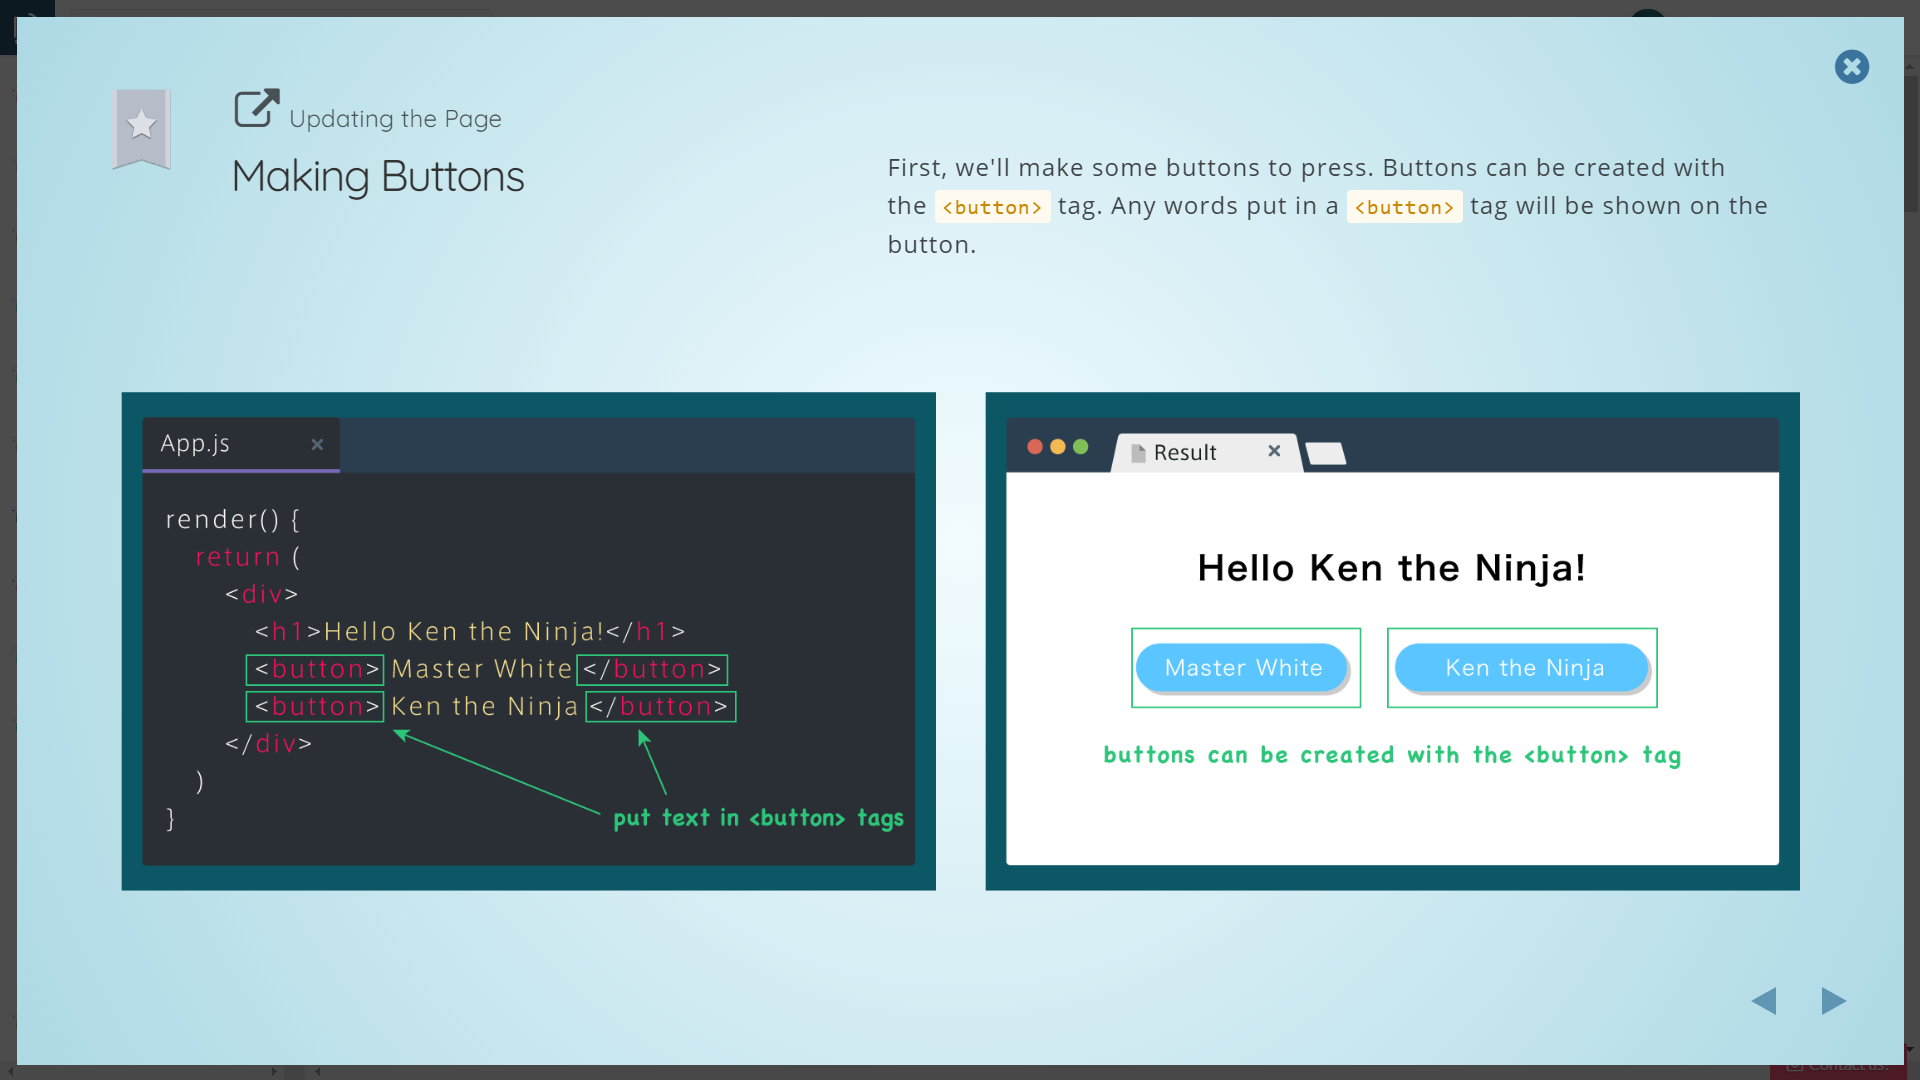 Updating the Page
Making Buttons
First, we'll make some buttons to press. Buttons can be created with
the <button> tag. Any words put in a <button> tag will be shown on the
button.
App.js
render() {
return (
<div>
<h1>Hello Ken the Ninja!</h1>
<button> Master White </button>
<button> Ken the Ninja </button>
</div>
)
}
put text in <button> tags
Result
Hello Ken the Ninja!
Master White
Ken the Ninja
buttons can be created with the <button> tag
Contact us!